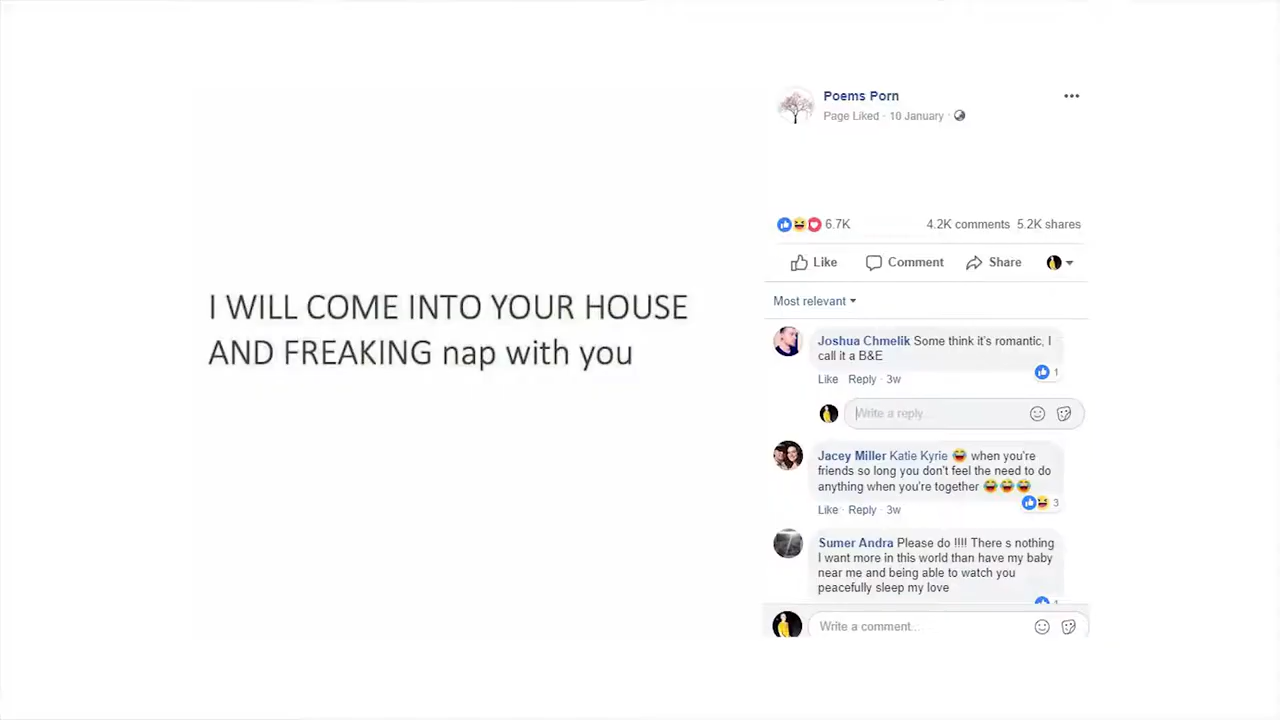 I WILL COME INTO YOUR HOUSE
AND FREAKING nap with you
Poems Porn
Page Liked · 10 January ·
6.7K 4.2K comments 5.2K shares
Like Comment Share
Most relevant
Joshua Chmelik Some think it's romantic, I
call it a B&E
1
Like · Reply · 3w
Write a reply...
Jacey Miller Katie Kyrie 😂 when you're
friends so long you don't feel the need to do
anything when you're together 😂😂😂
3
Like · Reply · 3w
Sumer Andra Please do !!!! There s nothing
I want more in this world than have my baby
near me and being able to watch you
peacefully sleep my love
Write a comment...